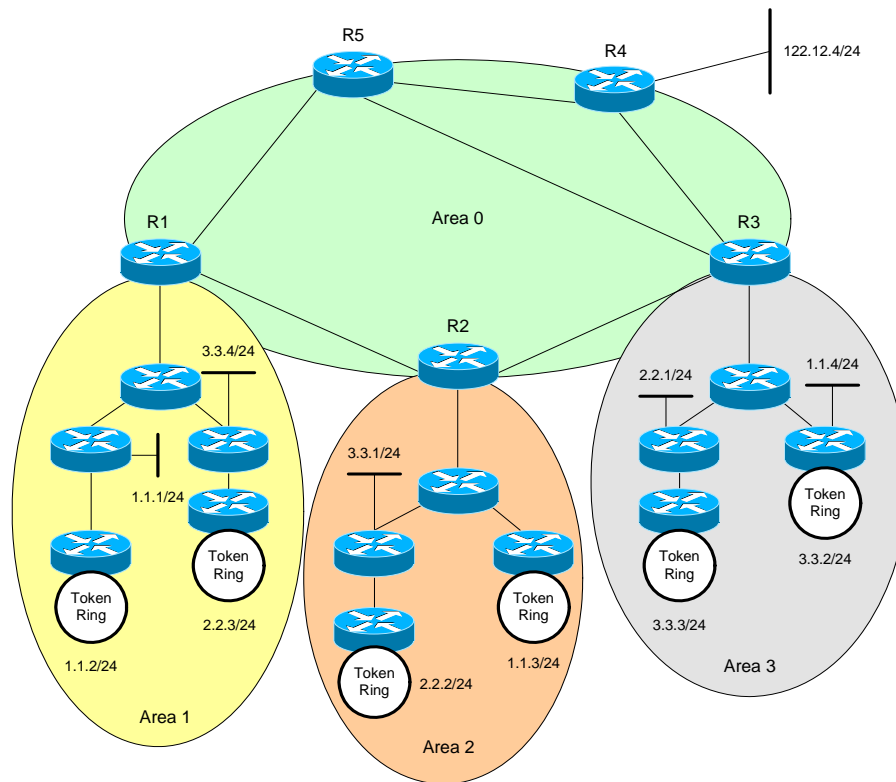 R5
R4
122.12.4/24
Area 0
R1
R3
R2
3.3.4/24
2.2.1/24
1.1.4/24
3.3.1/24
1.1.1/24
Token
Ring
3.3.2/24
Token
Ring
Token
Ring
Token
Ring
Token
Ring
2.2.3/24
3.3.3/24
1.1.2/24
1.1.3/24
Token
Ring
2.2.2/24
Area 3
Area 1
Area 2